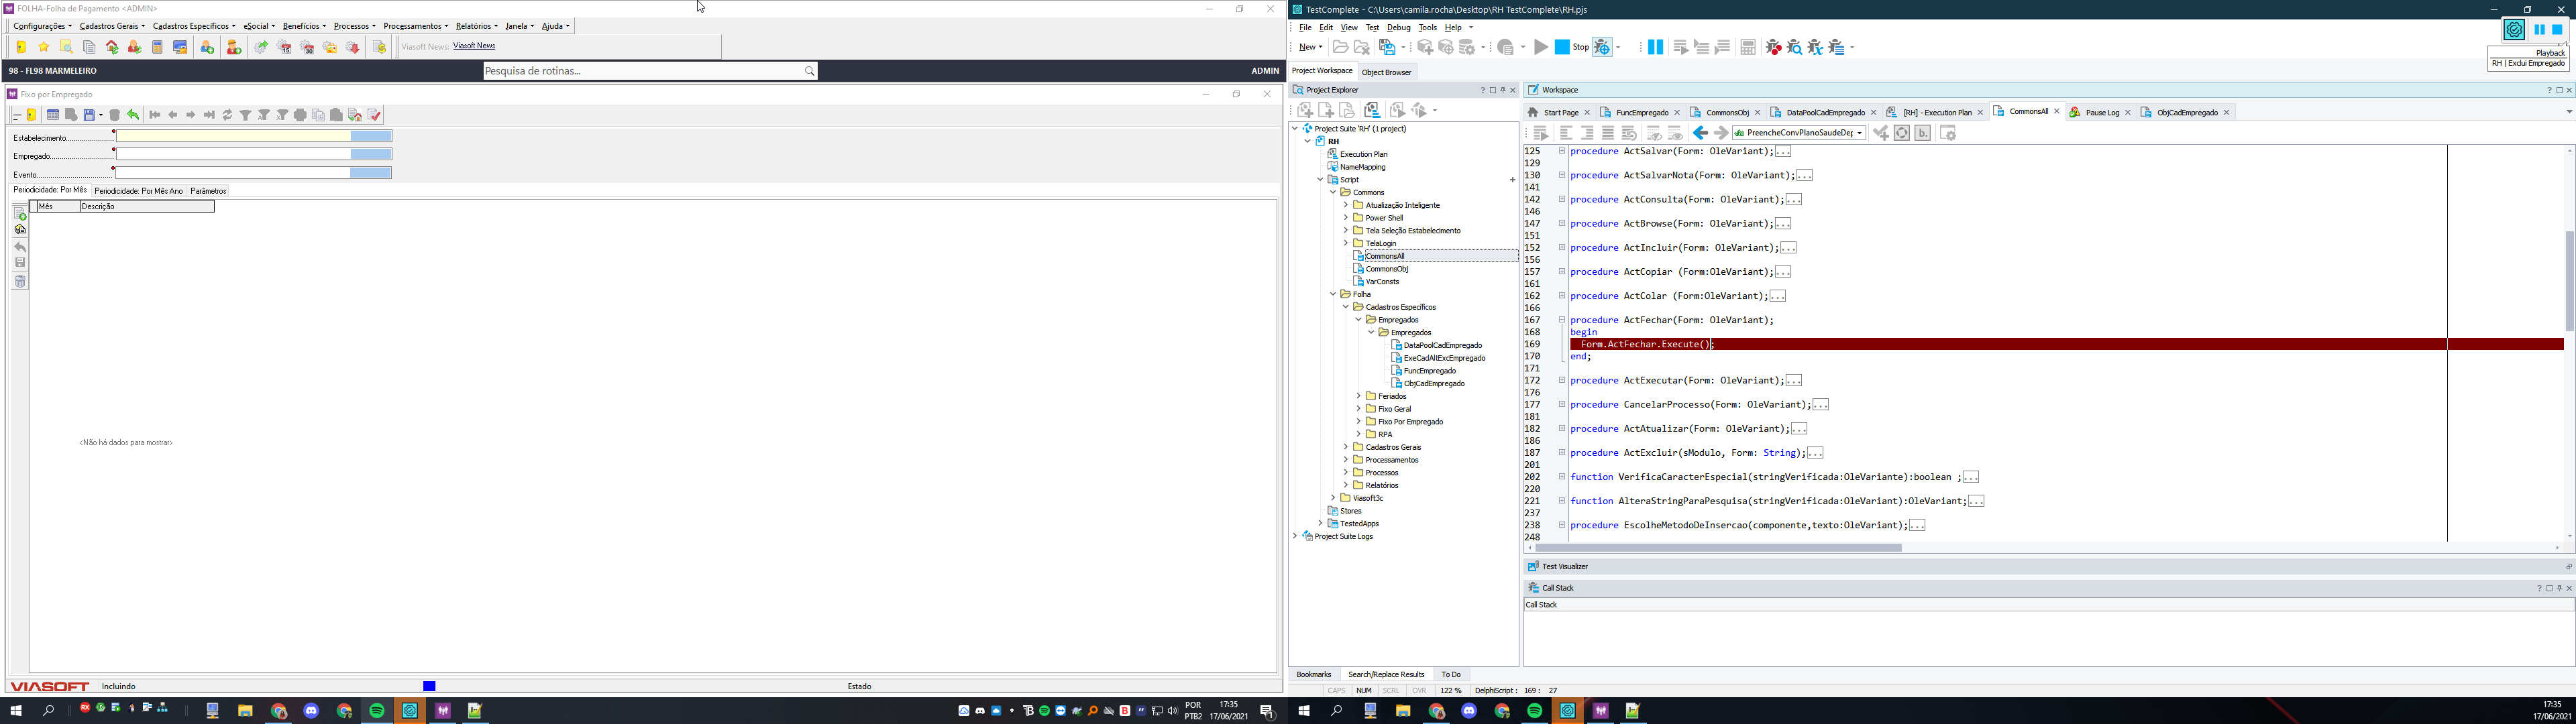 FOLHA-Folha de Pagamento <ADMIN>
Configurações Cadastros Gerais Cadastros Específicos eSocial Benefícios Processos Processamentos Relatórios Janela Ajuda
Viasoft News: Viasoft News
98 - FL98 MARMELEIRO
Pesquisa de rotinas...
ADMIN
Fixo por Empregado
Estabelecimento
Empregado
Evento
Periodicidade: Por Mês Periodicidade: Por Mês Ano Parâmetros
Mês Descrição
<Não há dados para mostrar>
VIASOFT Incluindo Estado
POR
PTB2
17:35
17/06/2021
TestComplete - C:\Users\camila.rocha\Desktop\RH TestComplete\RH.pjs
File Edit View Test Debug Tools Help
New Stop
Playback
RH | Exclui Empregado
Project Workspace Object Browser
Project Explorer
Project Suite 'RH' (1 project)
RH
Execution Plan
NameMapping
Script
Commons
Atualização Inteligente
Power Shell
Tela Seleção Estabelecimento
TelaLogin
CommonsAll
CommonsObj
VarConsts
Folha
Cadastros Específicos
Empregados
Empregados
DataPoolCadEmpregado
ExeCadAltExcEmpregado
FuncEmpregado
ObjCadEmpregado
Feriados
Fixo Geral
Fixo Por Empregado
RPA
Cadastros Gerais
Processamentos
Processos
Relatórios
Viasoft3c
Stores
TestedApps
Project Suite Logs
Workspace
Start Page FuncEmpregado CommonsObj DataPoolCadEmpregado [RH] - Execution Plan CommonsAll Pause Log ObjCadEmpregado
PreencheConvPlanoSaudeDep
125 procedure ActSalvar(Form: OleVariant);...
129
130 procedure ActSalvarNota(Form: OleVariant);...
141
142 procedure ActConsulta(Form: OleVariant);...
146
147 procedure ActBrowse(Form: OleVariant);...
151
152 procedure ActIncluir(Form: OleVariant);...
156
157 procedure ActCopiar (Form:OleVariant);...
161
162 procedure ActColar (Form:OleVariant);...
166
167 procedure ActFechar(Form: OleVariant);
168 begin
169 Form.ActFechar.Execute();
170 end;
171
172 procedure ActExecutar(Form: OleVariant);...
176
177 procedure CancelarProcesso(Form: OleVariant);...
181
182 procedure ActAtualizar(Form: OleVariant);...
186
187 procedure ActExcluir(sModulo, Form: String);...
201
202 function VerificaCaracterEspecial(stringVerificada:OleVariante):boolean ;...
220
221 function AlteraStringParaPesquisa(stringVerificada:OleVariant):OleVariant;...
237
238 procedure EscolheMetodoDeInsercao(componente,texto:OleVariant);...
248
Test Visualizer
Call Stack
Call Stack
Bookmarks Search/Replace Results To Do
CAPS NUM SCRL OVR 122 % DelphiScript : 169 : 27
17:35
17/06/2021